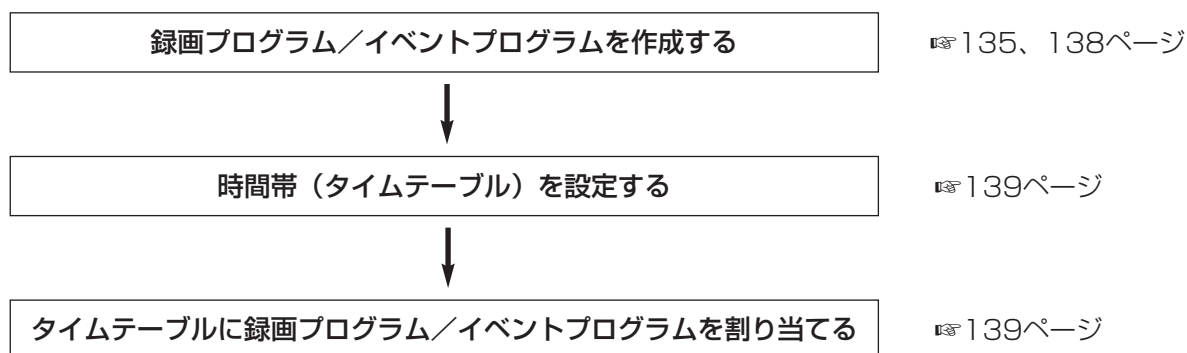 録画プログラム／イベントプログラムを作成する ☞135、138ページ
時間帯（タイムテーブル）を設定する ☞139ページ
タイムテーブルに録画プログラム／イベントプログラムを割り当てる ☞139ページ